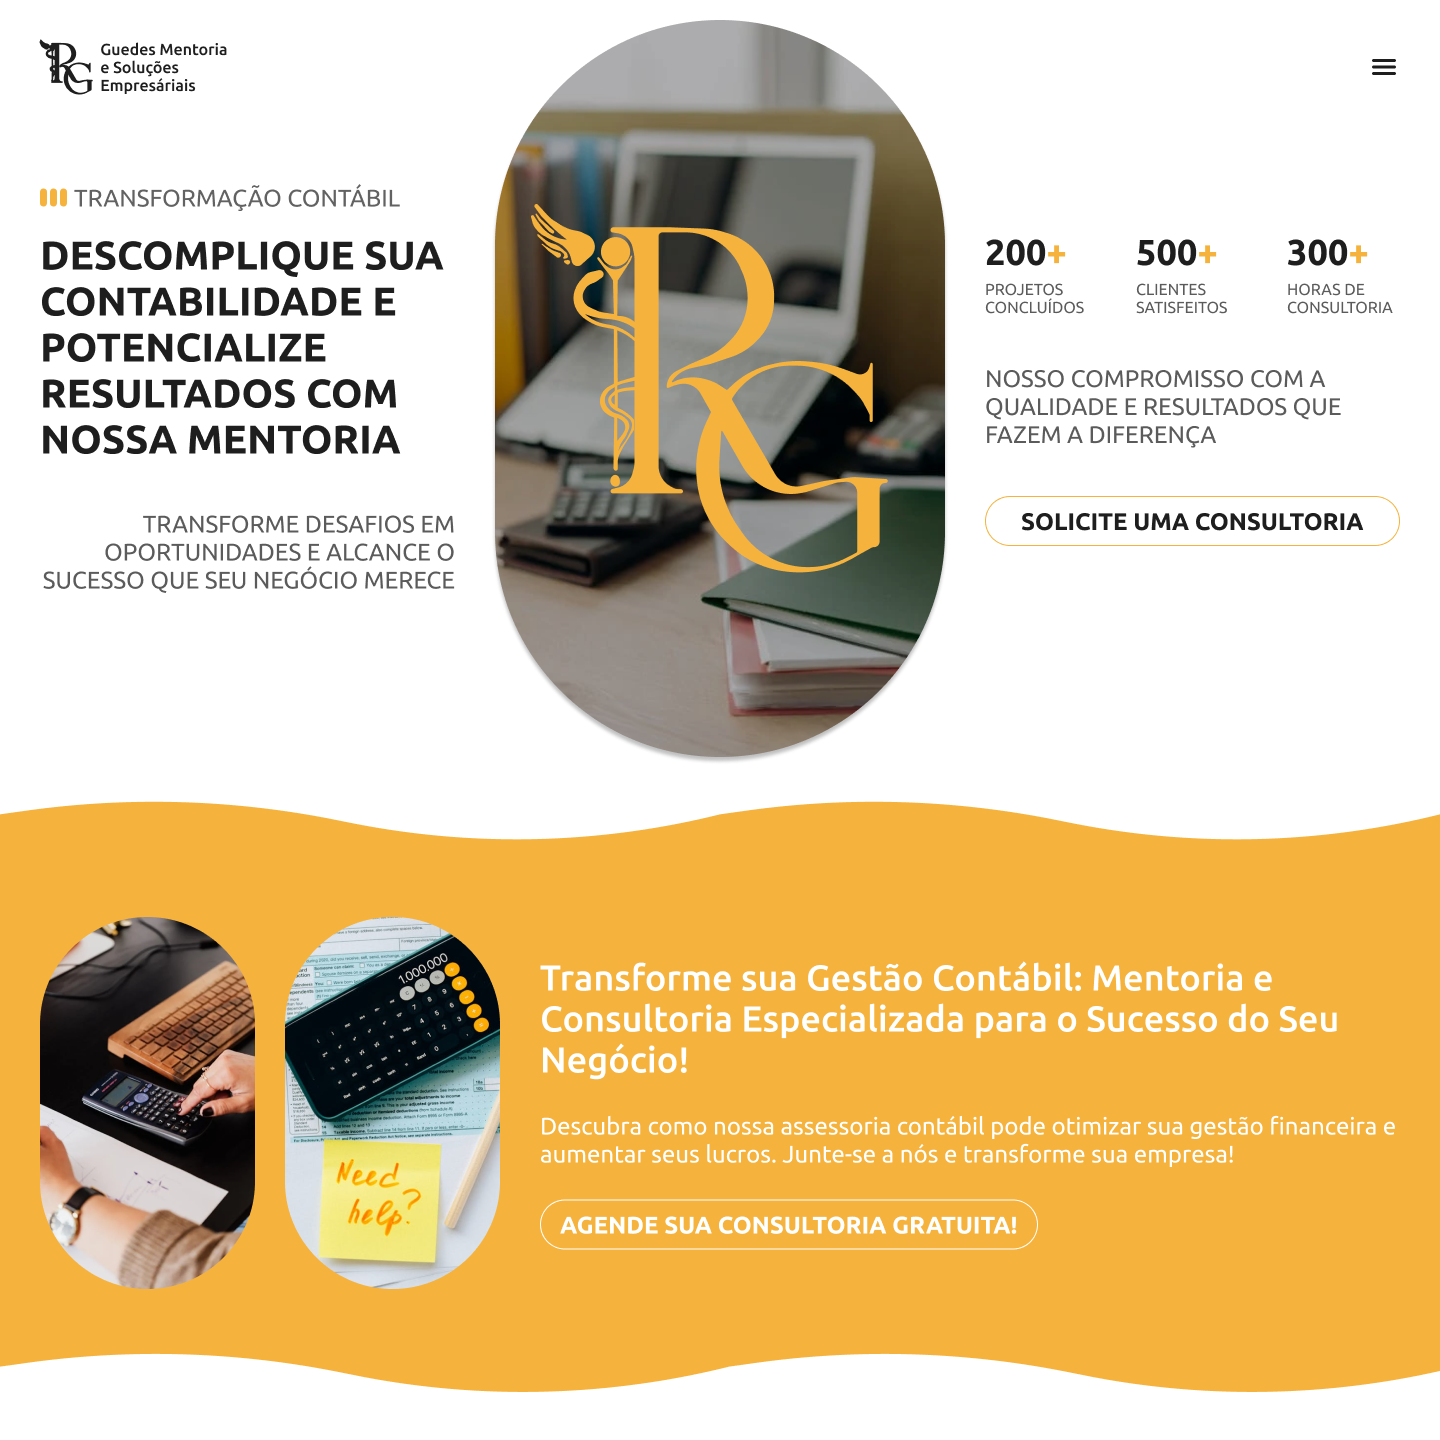 RG
Guedes Mentoria
e Soluções
Empresáriais
TRANSFORMAÇÃO CONTÁBIL
DESCOMPLIQUE SUA
CONTABILIDADE E
POTENCIALIZE
RESULTADOS COM
NOSSA MENTORIA
TRANSFORME DESAFIOS EM
OPORTUNIDADES E ALCANCE O
SUCESSO QUE SEU NEGÓCIO MERECE
RG
200+
PROJETOS
CONCLUÍDOS
500+
CLIENTES
SATISFEITOS
300+
HORAS DE
CONSULTORIA
NOSSO COMPROMISSO COM A
QUALIDADE E RESULTADOS QUE
FAZEM A DIFERENÇA
SOLICITE UMA CONSULTORIA
1,000,000
Need
help?
Transforme sua Gestão Contábil: Mentoria e
Consultoria Especializada para o Sucesso do Seu
Negócio!
Descubra como nossa assessoria contábil pode otimizar sua gestão financeira e
aumentar seus lucros. Junte-se a nós e transforme sua empresa!
AGENDE SUA CONSULTORIA GRATUITA!